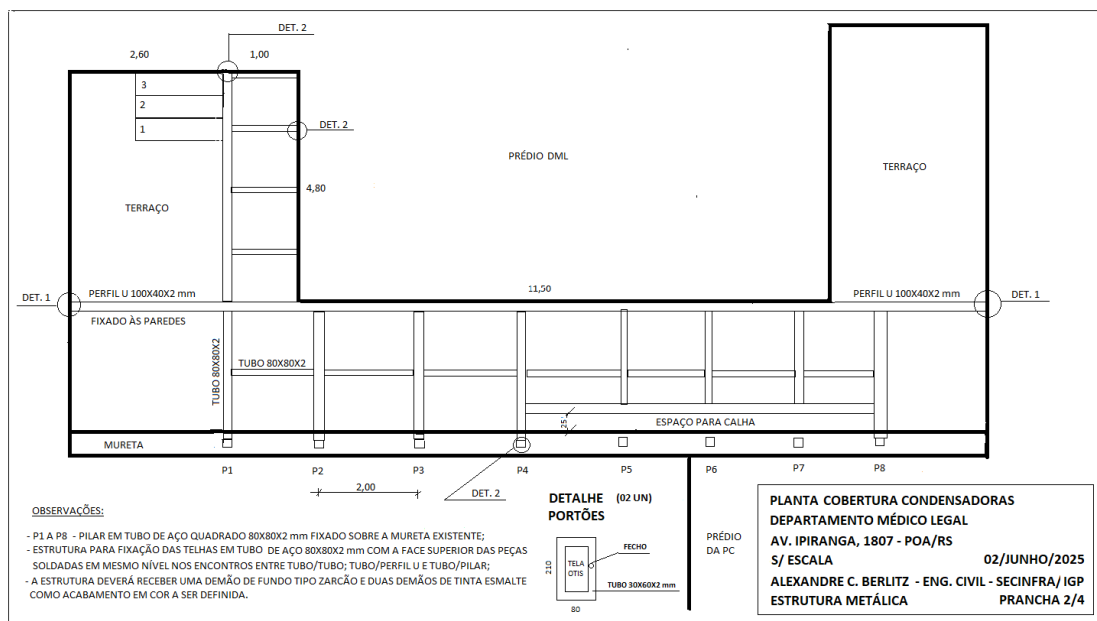 DET. 2
2,60
1,00
3
2
1
DET. 2
PRÉDIO DML
TERRAÇO
4,80
TERRAÇO
DET. 1
PERFIL U 100X40X2 mm
11,50
PERFIL U 100X40X2 mm
DET. 1
FIXADO ÀS PAREDES
TUBO 80X80X2
TUBO 80X80X2
25
ESPAÇO PARA CALHA
MURETA
P1
P2
P3
P4
P5
P6
P7
P8
2,00
DET. 2
OBSERVAÇÕES:
- P1 A P8 - PILAR EM TUBO DE AÇO QUADRADO 80X80X2 mm FIXADO SOBRE A MURETA EXISTENTE;
- ESTRUTURA PARA FIXAÇÃO DAS TELHAS EM TUBO DE AÇO 80X80X2 mm COM A FACE SUPERIOR DAS PEÇAS
SOLDADAS EM MESMO NÍVEL NOS ENCONTROS ENTRE TUBO/TUBO; TUBO/PERFIL U E TUBO/PILAR;
- A ESTRUTURA DEVERÁ RECEBER UMA DEMÃO DE FUNDO TIPO ZARCÃO E DUAS DEMÃOS DE TINTA ESMALTE
COMO ACABAMENTO EM COR A SER DEFINIDA.
DETALHE (02 UN)
PORTÕES
FECHO
TELA
OTIS
210
TUBO 30X60X2 mm
80
PRÉDIO
DA PC
PLANTA COBERTURA CONDENSADORAS
DEPARTAMENTO MÉDICO LEGAL
AV. IPIRANGA, 1807 - POA/RS
S/ ESCALA 02/JUNHO/2025
ALEXANDRE C. BERLITZ - ENG. CIVIL - SECINFRA/ IGP
ESTRUTURA METÁLICA PRANCHA 2/4